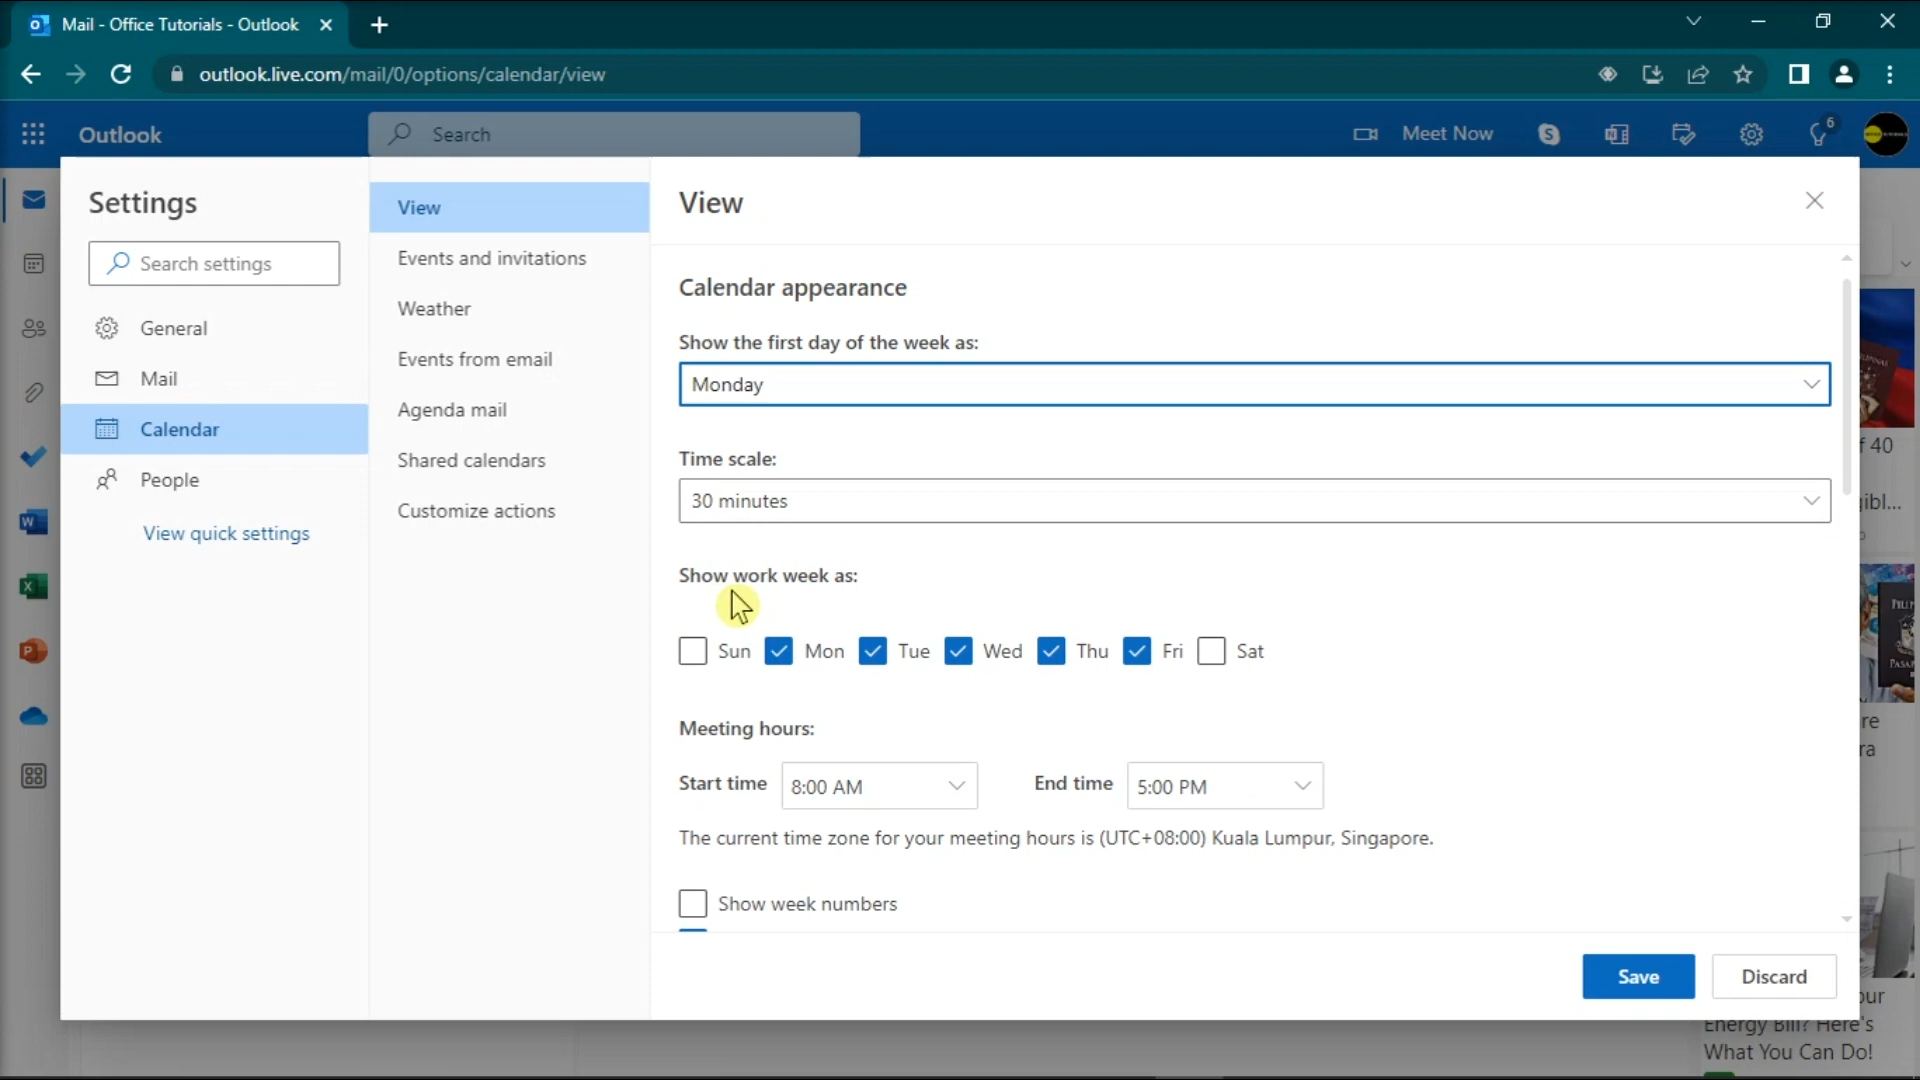 Mail - Office Tutorials - Outlook
outlook.live.com/mail/0/options/calendar/view
Outlook
Search
Meet Now
6
Settings
Search settings
General
Mail
Calendar
People
View quick settings
View
Events and invitations
Weather
Events from email
Agenda mail
Shared calendars
Customize actions
View
Calendar appearance
Show the first day of the week as:
Monday
Time scale:
30 minutes
Show work week as:
Sun Mon Tue Wed Thu Fri Sat
Meeting hours:
Start time 8:00 AM End time 5:00 PM
The current time zone for your meeting hours is (UTC+08:00) Kuala Lumpur, Singapore.
Show week numbers
Save Discard
f 40
Energy Bill? Here's
What You Can Do!